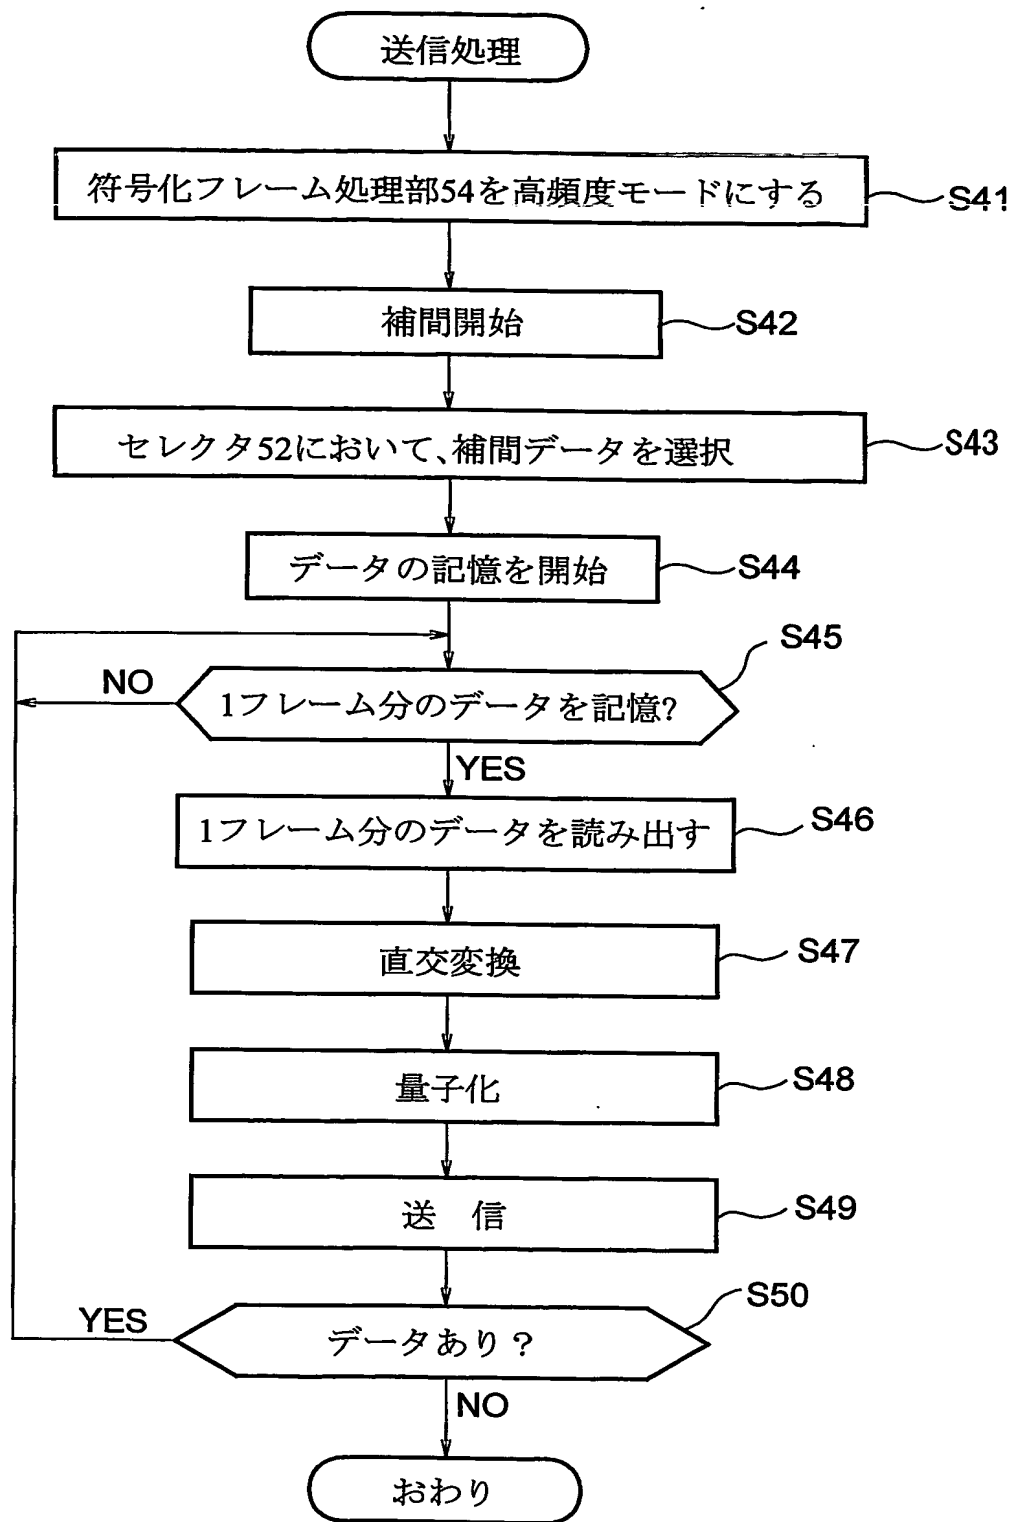 送信処理
符号化フレーム処理部54を高頻度モードにする
S41
補間開始
S42
セレクタ52において、補間データを選択
S43
データの記憶を開始
S44
S45
NO
1フレーム分のデータを記憶?
YES
1フレーム分のデータを読み出す
S46
直交変換
S47
量子化
S48
送 信
S49
S50
YES
データあり?
NO
おわり